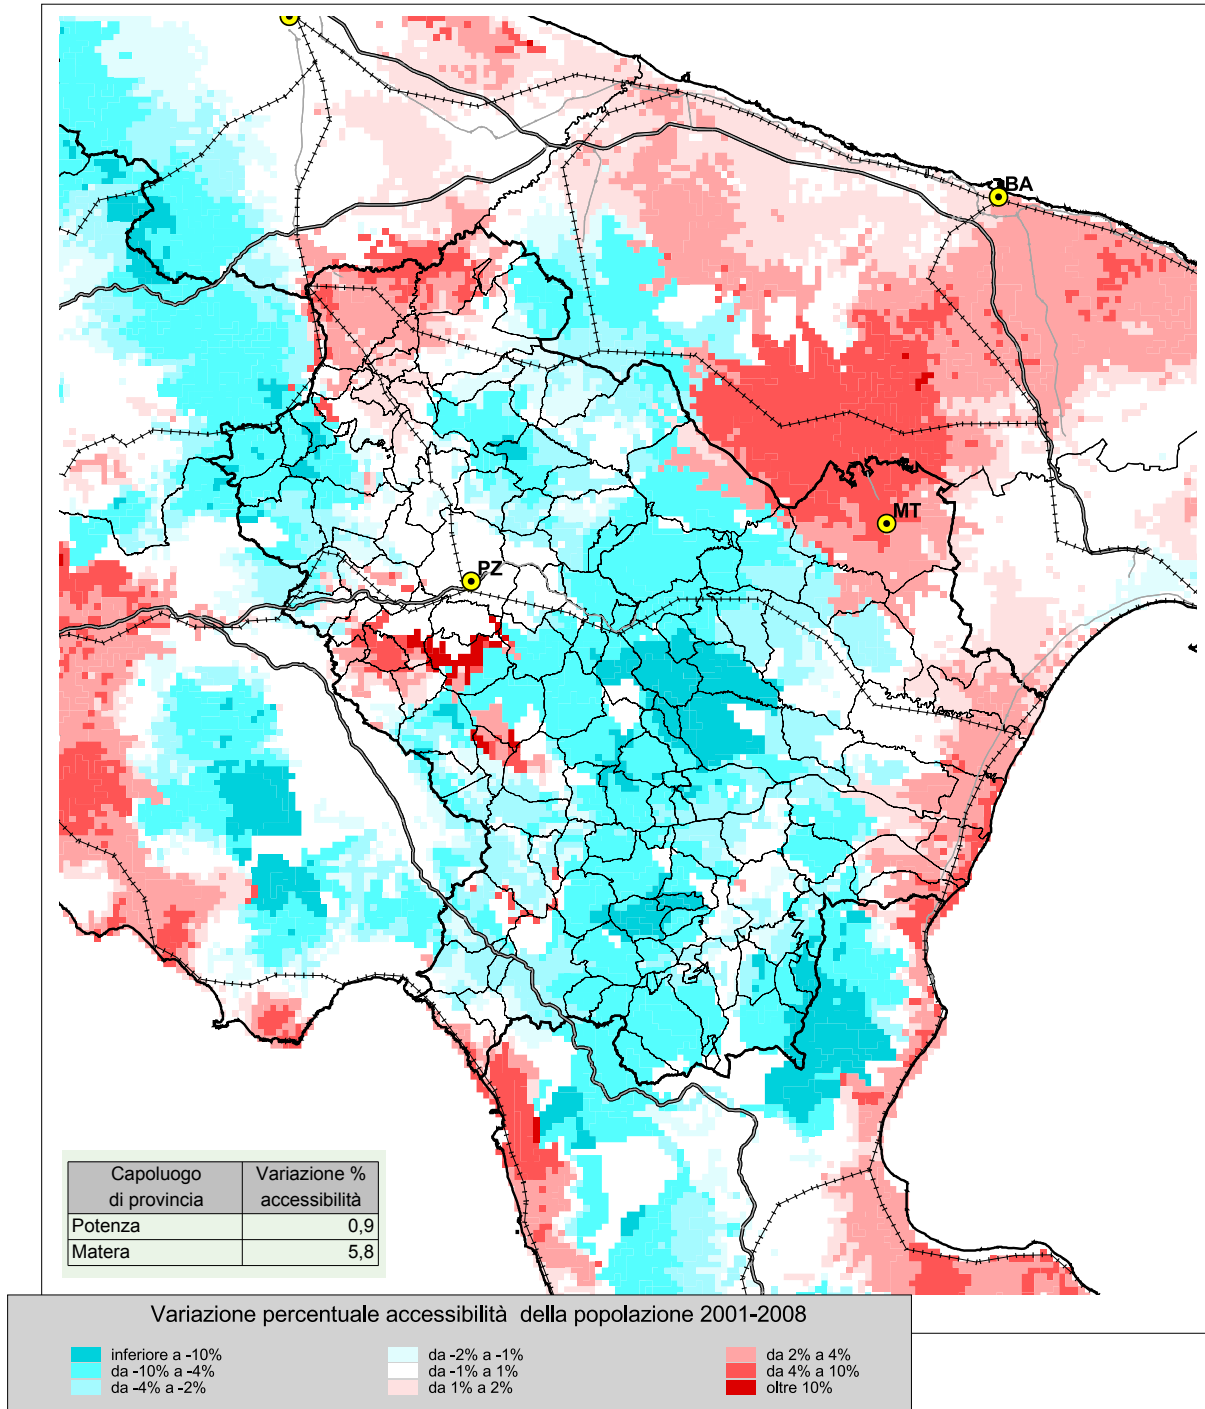 BA
MT
PZ
Capoluogo di provincia Variazione % accessibilità
Potenza 0,9
Matera 5,8
Variazione percentuale accessibilità della popolazione 2001-2008
inferiore a -10%
da -10% a -4%
da -4% a -2%
da -2% a -1%
da -1% a 1%
da 1% a 2%
da 2% a 4%
da 4% a 10%
oltre 10%